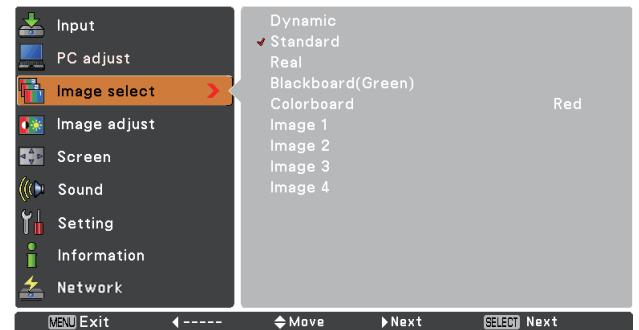 Input
PC adjust
Image select
Image adjust
Screen
Sound
Setting
Information
Network
Dynamic
Standard
Real
Blackboard(Green)
Colorboard Red
Image 1
Image 2
Image 3
Image 4
MENU Exit ----- Move Next SELECT Next